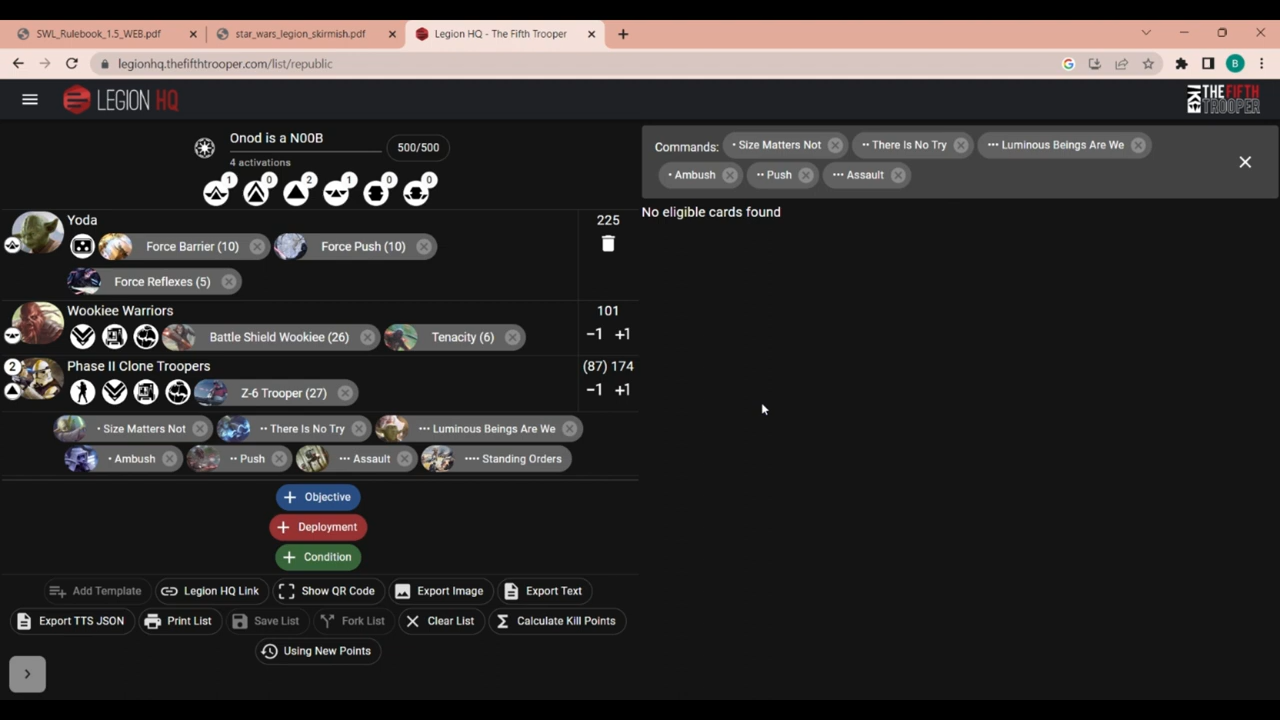 SWL_Rulebook_1.5_WEB.pdf
star_wars_legion_skirmish.pdf
Legion HQ - The Fifth Trooper
legionhq.thefifthtrooper.com/list/republic
G
B
LEGION HQ
THE FIFTH TROOPER
Onod is a N00B
500/500
4 activations
1 0 2 1 0 0
Yoda
225
Force Barrier (10)
Force Push (10)
Force Reflexes (5)
Wookiee Warriors
101
Battle Shield Wookiee (26)
Tenacity (6)
−1 +1
2
Phase II Clone Troopers
(87) 174
Z-6 Trooper (27)
−1 +1
• Size Matters Not
•• There Is No Try
••• Luminous Beings Are We
• Ambush
•• Push
••• Assault
•••• Standing Orders
+ Objective
+ Deployment
+ Condition
Add Template
Legion HQ Link
Show QR Code
Export Image
Export Text
Export TTS JSON
Print List
Save List
Fork List
Clear List
Calculate Kill Points
Using New Points
Commands:
• Size Matters Not
•• There Is No Try
••• Luminous Beings Are We
• Ambush
•• Push
••• Assault
No eligible cards found